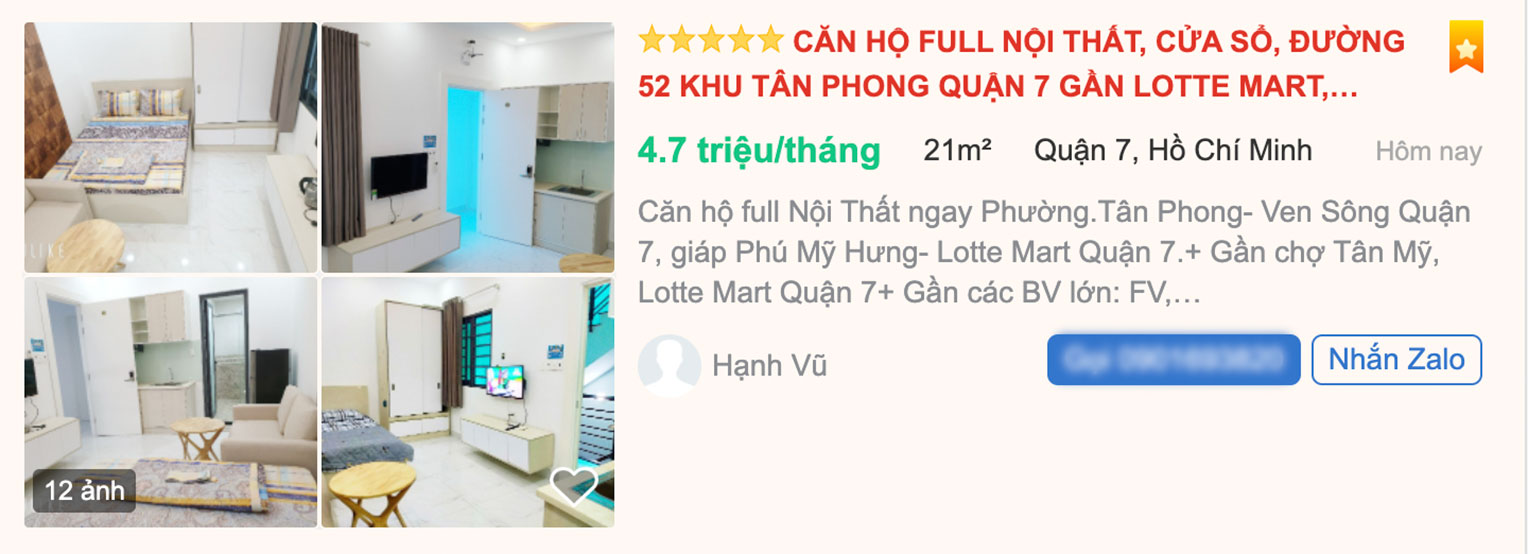 CĂN HỘ FULL NỘI THẤT, CỬA SỔ, ĐƯỜNG
52 KHU TÂN PHONG QUẬN 7 GẦN LOTTE MART,...
4.7 triệu/tháng 21m² Quận 7, Hồ Chí Minh Hôm nay
Căn hộ full Nội Thất ngay Phường.Tân Phong- Ven Sông Quận
7, giáp Phú Mỹ Hưng- Lotte Mart Quận 7.+ Gần chợ Tân Mỹ,
Lotte Mart Quận 7+ Gần các BV lớn: FV,...
Hạnh Vũ
Nhắn Zalo
12 ảnh